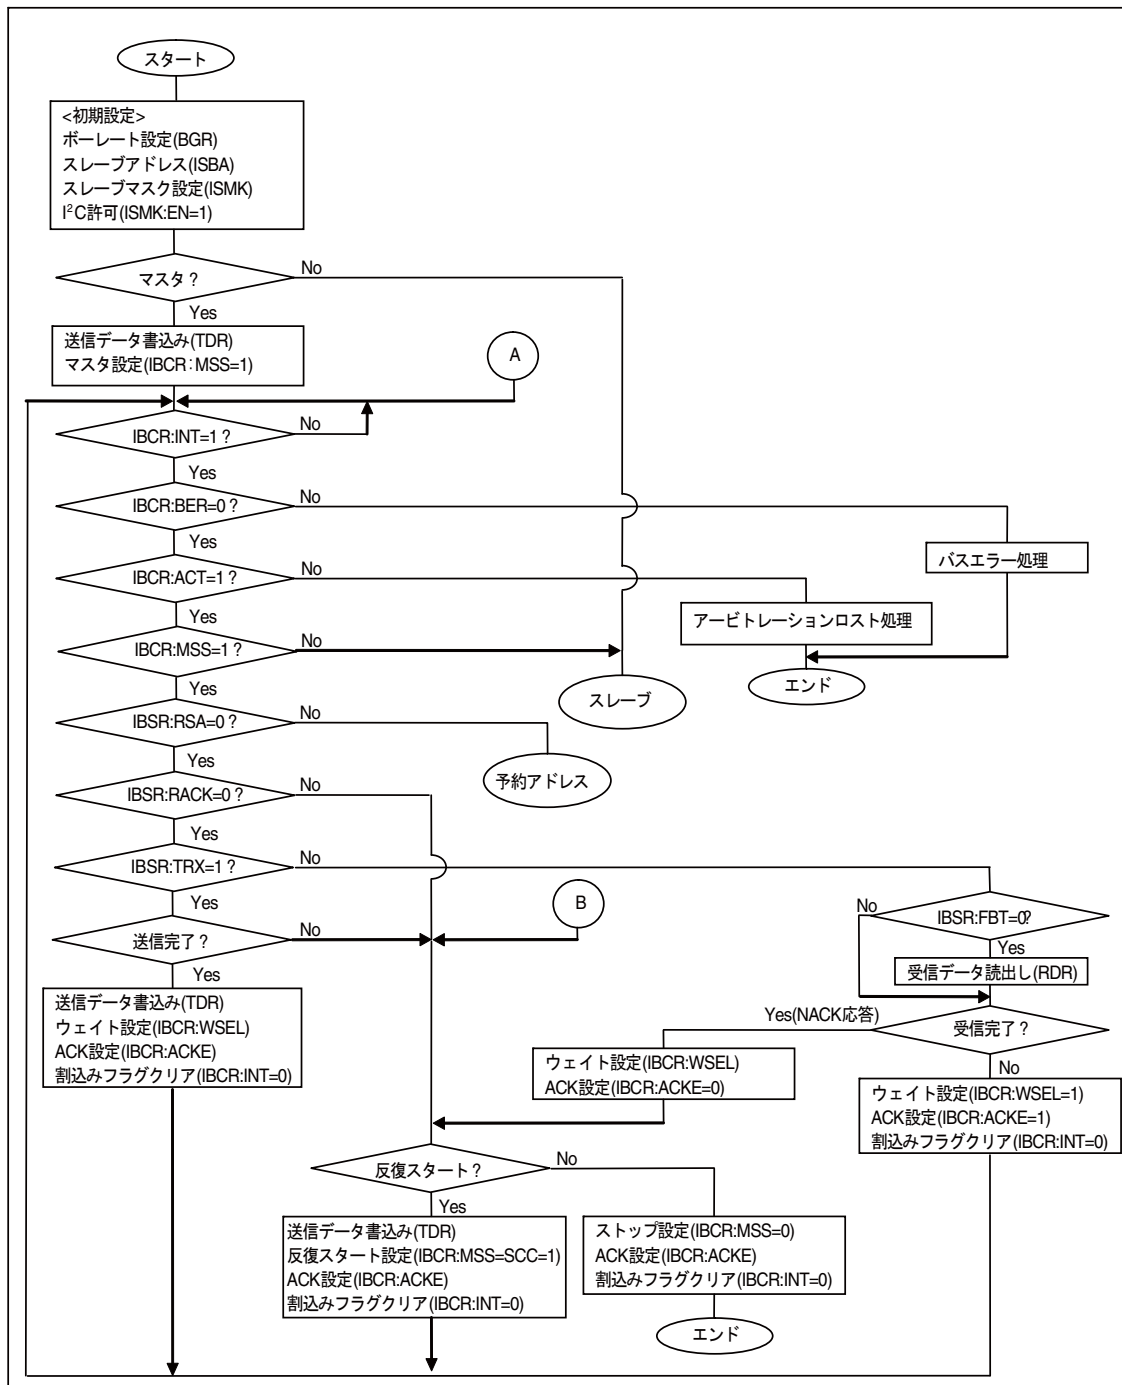 スタート
<初期設定>
ボーレート設定(BGR)
スレーブアドレス(ISBA)
スレーブマスク設定(ISMK)
I²C許可(ISMK:EN=1)
マスタ?
No
Yes
送信データ書込み(TDR)
マスタ設定(IBCR:MSS=1)
A
IBCR:INT=1?
No
Yes
IBCR:BER=0?
No
Yes
バスエラー処理
IBCR:ACT=1?
No
Yes
アービトレーションロスト処理
IBCR:MSS=1?
No
Yes
エンド
スレーブ
IBSR:RSA=0?
No
Yes
予約アドレス
IBSR:RACK=0?
No
Yes
IBSR:TRX=1?
No
Yes
B
IBSR:FBT=0?
No
Yes
受信データ読出し(RDR)
送信完了?
No
Yes
送信データ書込み(TDR)
ウェイト設定(IBCR:WSEL)
ACK設定(IBCR:ACKE)
割込みフラグクリア(IBCR:INT=0)
受信完了?
Yes(NACK応答)
No
ウェイト設定(IBCR:WSEL)
ACK設定(IBCR:ACKE=0)
ウェイト設定(IBCR:WSEL=1)
ACK設定(IBCR:ACKE=1)
割込みフラグクリア(IBCR:INT=0)
反復スタート?
No
Yes
送信データ書込み(TDR)
反復スタート設定(IBCR:MSS=SCC=1)
ACK設定(IBCR:ACKE)
割込みフラグクリア(IBCR:INT=0)
ストップ設定(IBCR:MSS=0)
ACK設定(IBCR:ACKE)
割込みフラグクリア(IBCR:INT=0)
エンド